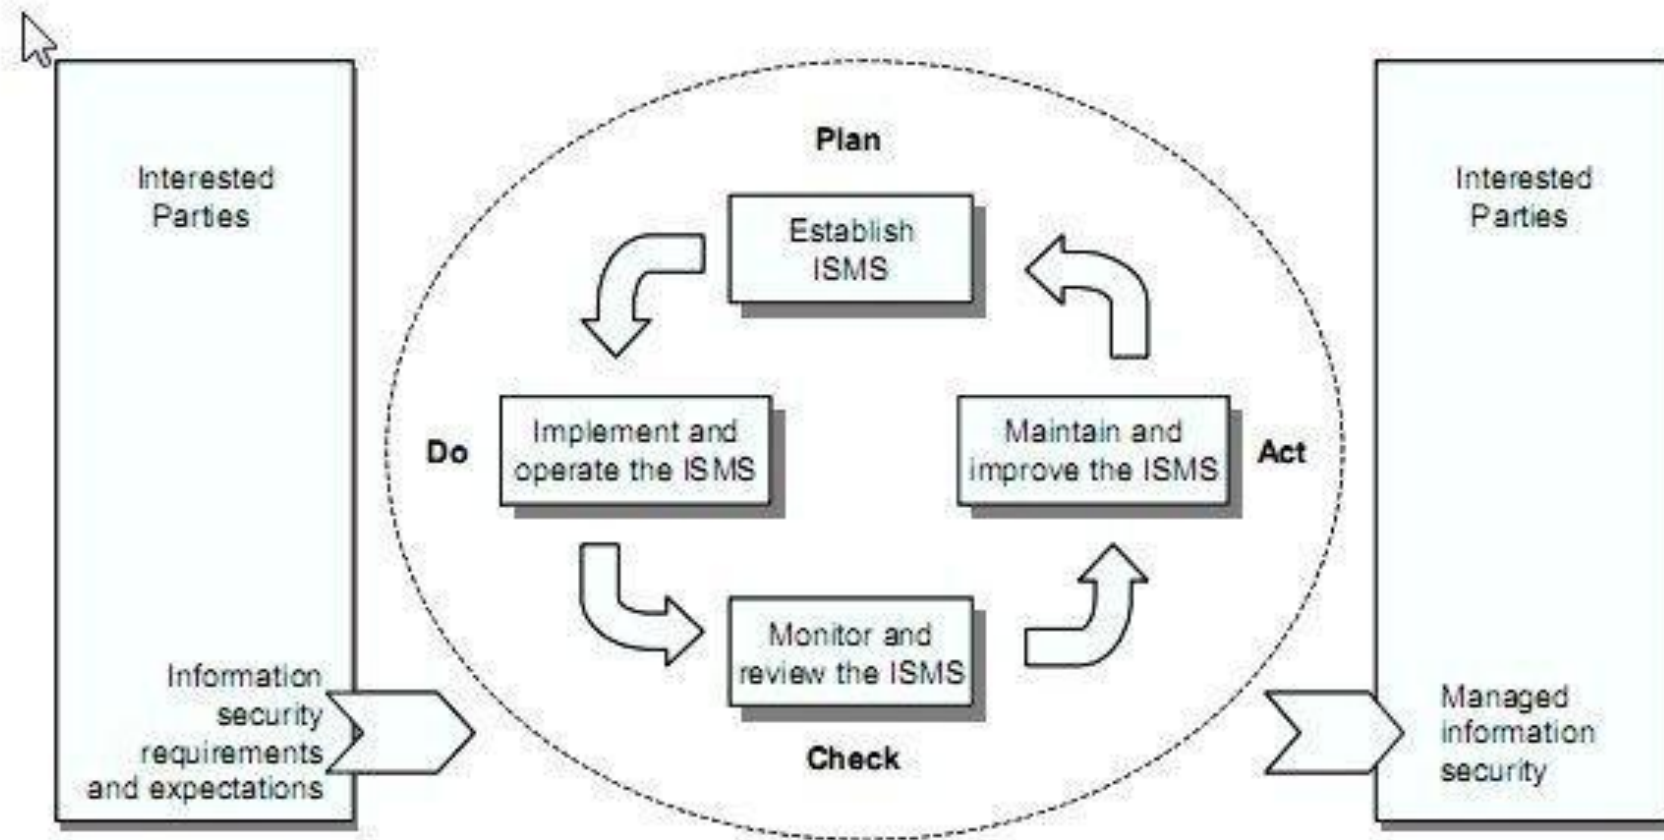 Interested
Parties
Information
security
requirements
and expectations
Plan
Establish
ISMS
Do
Implement and
operate the ISMS
Maintain and
improve the ISMS
Act
Monitor and
review the ISMS
Check
Interested
Parties
Managed
information
security